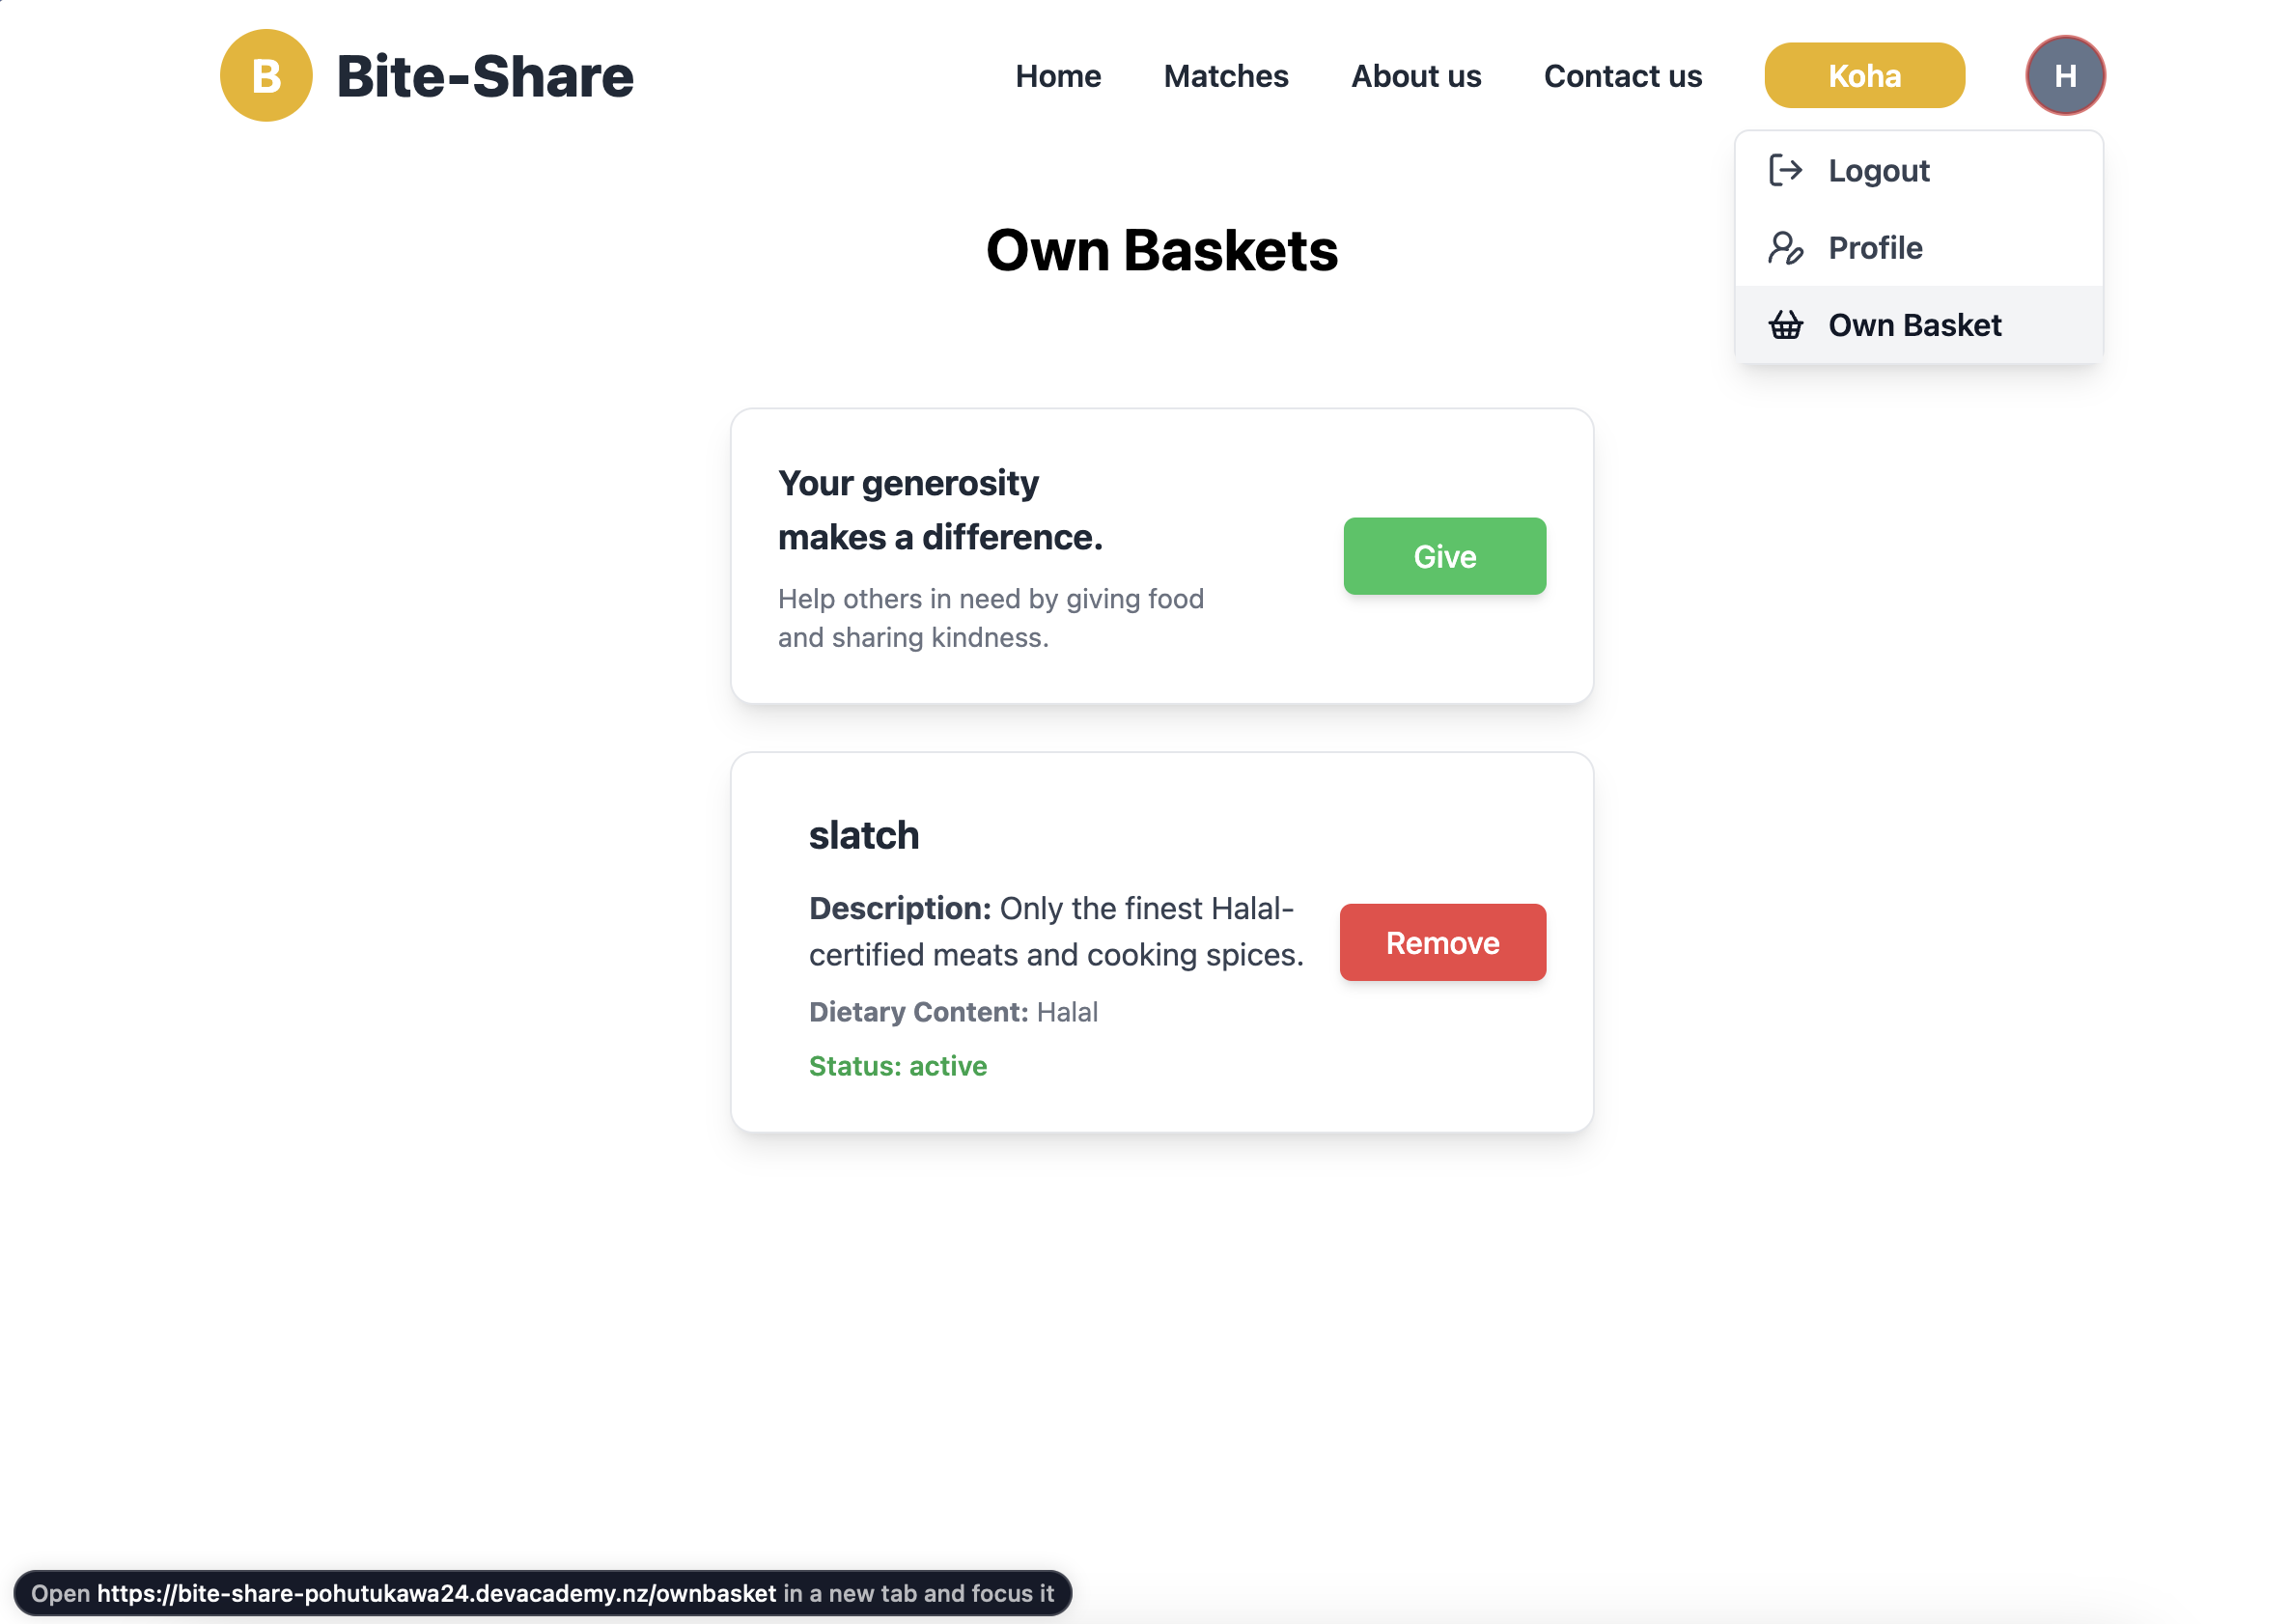 B Bite-Share Home Matches About us Contact us Koha H
Logout
Profile
Own Basket
Own Baskets
Your generosity
makes a difference.
Help others in need by giving food
and sharing kindness.
Give
slatch
Description: Only the finest Halal-
certified meats and cooking spices.
Dietary Content: Halal
Status: active
Remove
Open https://bite-share-pohutukawa24.devacademy.nz/ownbasket in a new tab and focus it